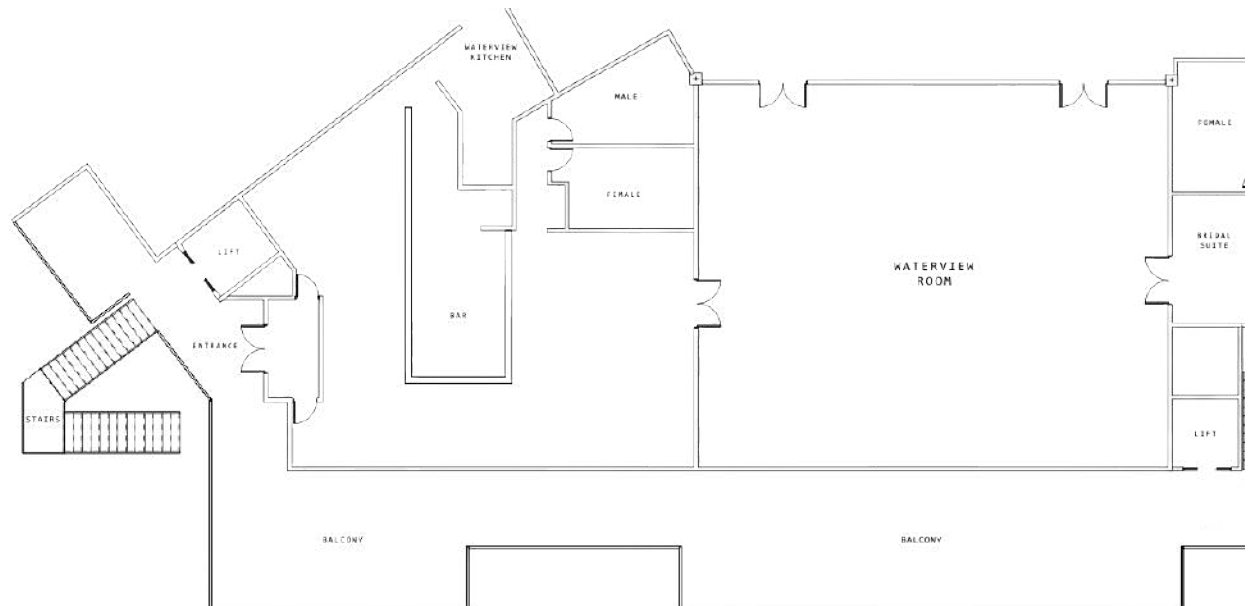 WATERVIEW
KITCHEN
MALE
FEMALE
FEMALE
LIFT
BRIDAL
SUITE
WATERVIEW
ROOM
BAR
ENTRANCE
STAIRS
LIFT
BALCONY
BALCONY